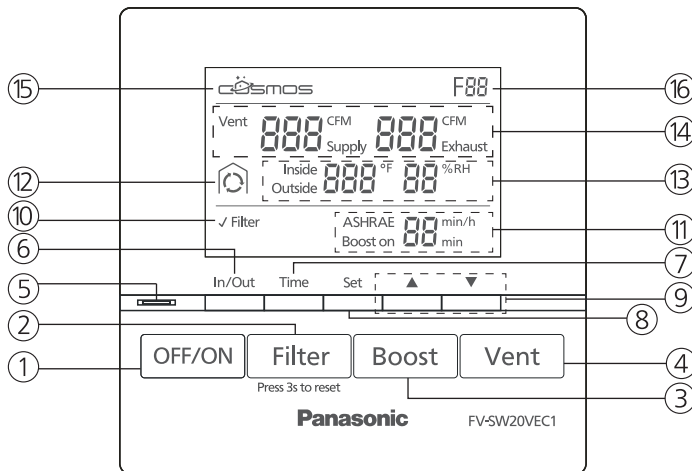 ⑮ cosmos F88 ⑯
Vent 888 CFM Supply 888 CFM Exhaust ⑭
⑫ Inside Outside 888 °F 88 %RH ⑬
⑩ ✓ Filter ASHRAE Boost on 88 min/h min ⑪
⑥ In/Out Time Set ▲ ▼ ⑦
⑤ ⑨
② ⑧
① OFF/ON Filter Boost Vent ④
Press 3s to reset ③
Panasonic FV-SW20VEC1